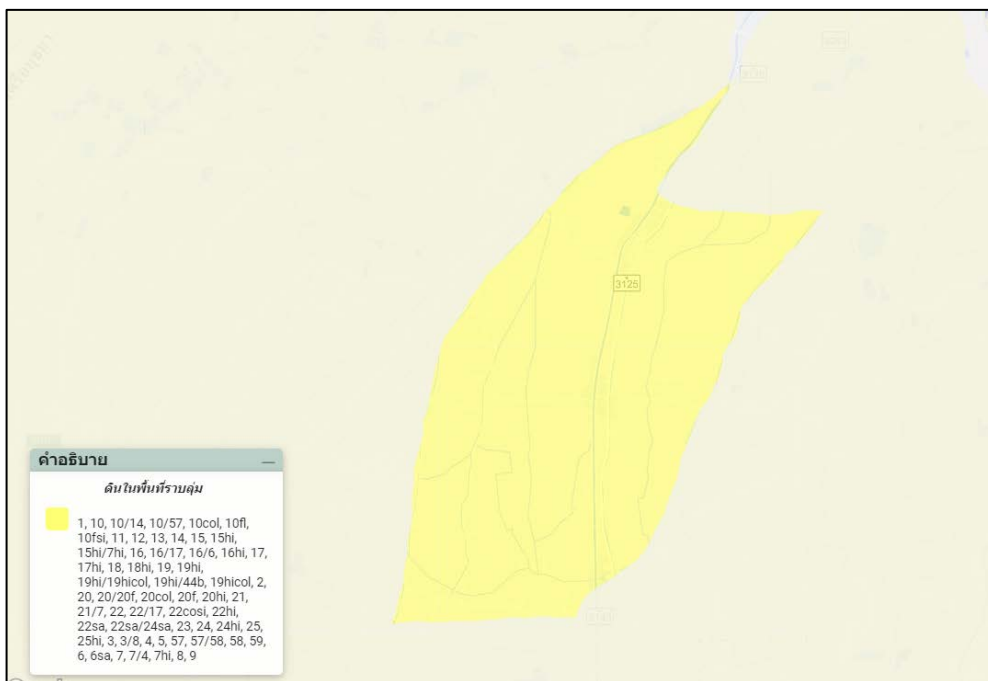 3125
คำอธิบาย
ดินในพื้นที่ราบลุ่ม
1, 10, 10/14, 10/57, 10col, 10fl,
10fsi, 11, 12, 13, 14, 15, 15hi,
15hi/7hi, 16, 16/17, 16/6, 16hi, 17,
17hi, 18, 18hi, 19, 19hi,
19hi/19hicol, 19hi/44b, 19hicol, 2,
20, 20/20f, 20col, 20f, 20hi, 21,
21/7, 22, 22/17, 22cosi, 22hi,
22sa, 22sa/24sa, 23, 24, 24hi, 25,
25hi, 3, 3/8, 4, 5, 57, 57/58, 58, 59,
6, 6sa, 7, 7/4, 7hi, 8, 9